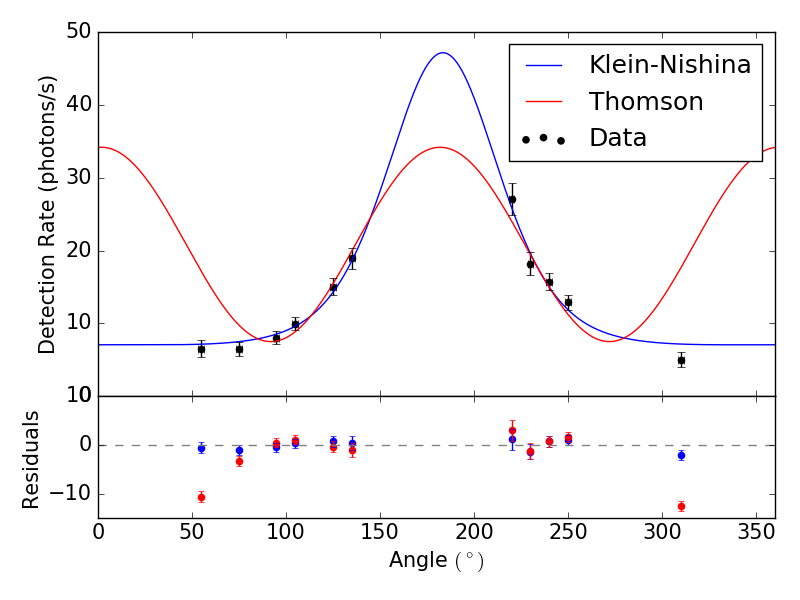 Detection Rate (photons/s)
50
40
30
20
10
0
Klein-Nishina
Thomson
Data
Residuals
10
0
−10
0
50
100
150
200
250
300
350
Angle (°)